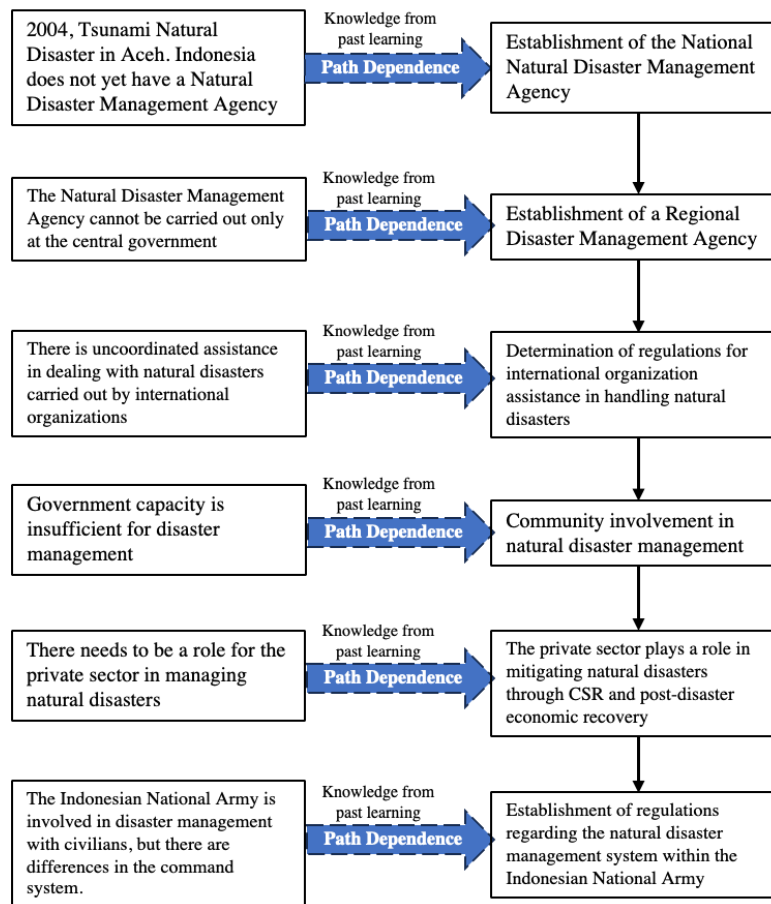 2004, Tsunami Natural
Disaster in Aceh. Indonesia
does not yet have a Natural
Disaster Management Agency
Knowledge from
past learning
Path Dependence
Establishment of the National
Natural Disaster Management
Agency
The Natural Disaster Management
Agency cannot be carried out only
at the central government
Knowledge from
past learning
Path Dependence
Establishment of a Regional
Disaster Management Agency
There is uncoordinated assistance
in dealing with natural disasters
carried out by international
organizations
Knowledge from
past learning
Path Dependence
Determination of regulations for
international organization
assistance in handling natural
disasters
Government capacity is
insufficient for disaster
management
Knowledge from
past learning
Path Dependence
Community involvement in
natural disaster management
There needs to be a role for the
private sector in managing
natural disasters
Knowledge from
past learning
Path Dependence
The private sector plays a role in
mitigating natural disasters
through CSR and post-disaster
economic recovery
The Indonesian National Army is
involved in disaster management
with civilians, but there are
differences in the command
system.
Knowledge from
past learning
Path Dependence
Establishment of regulations
regarding the natural disaster
management system within the
Indonesian National Army